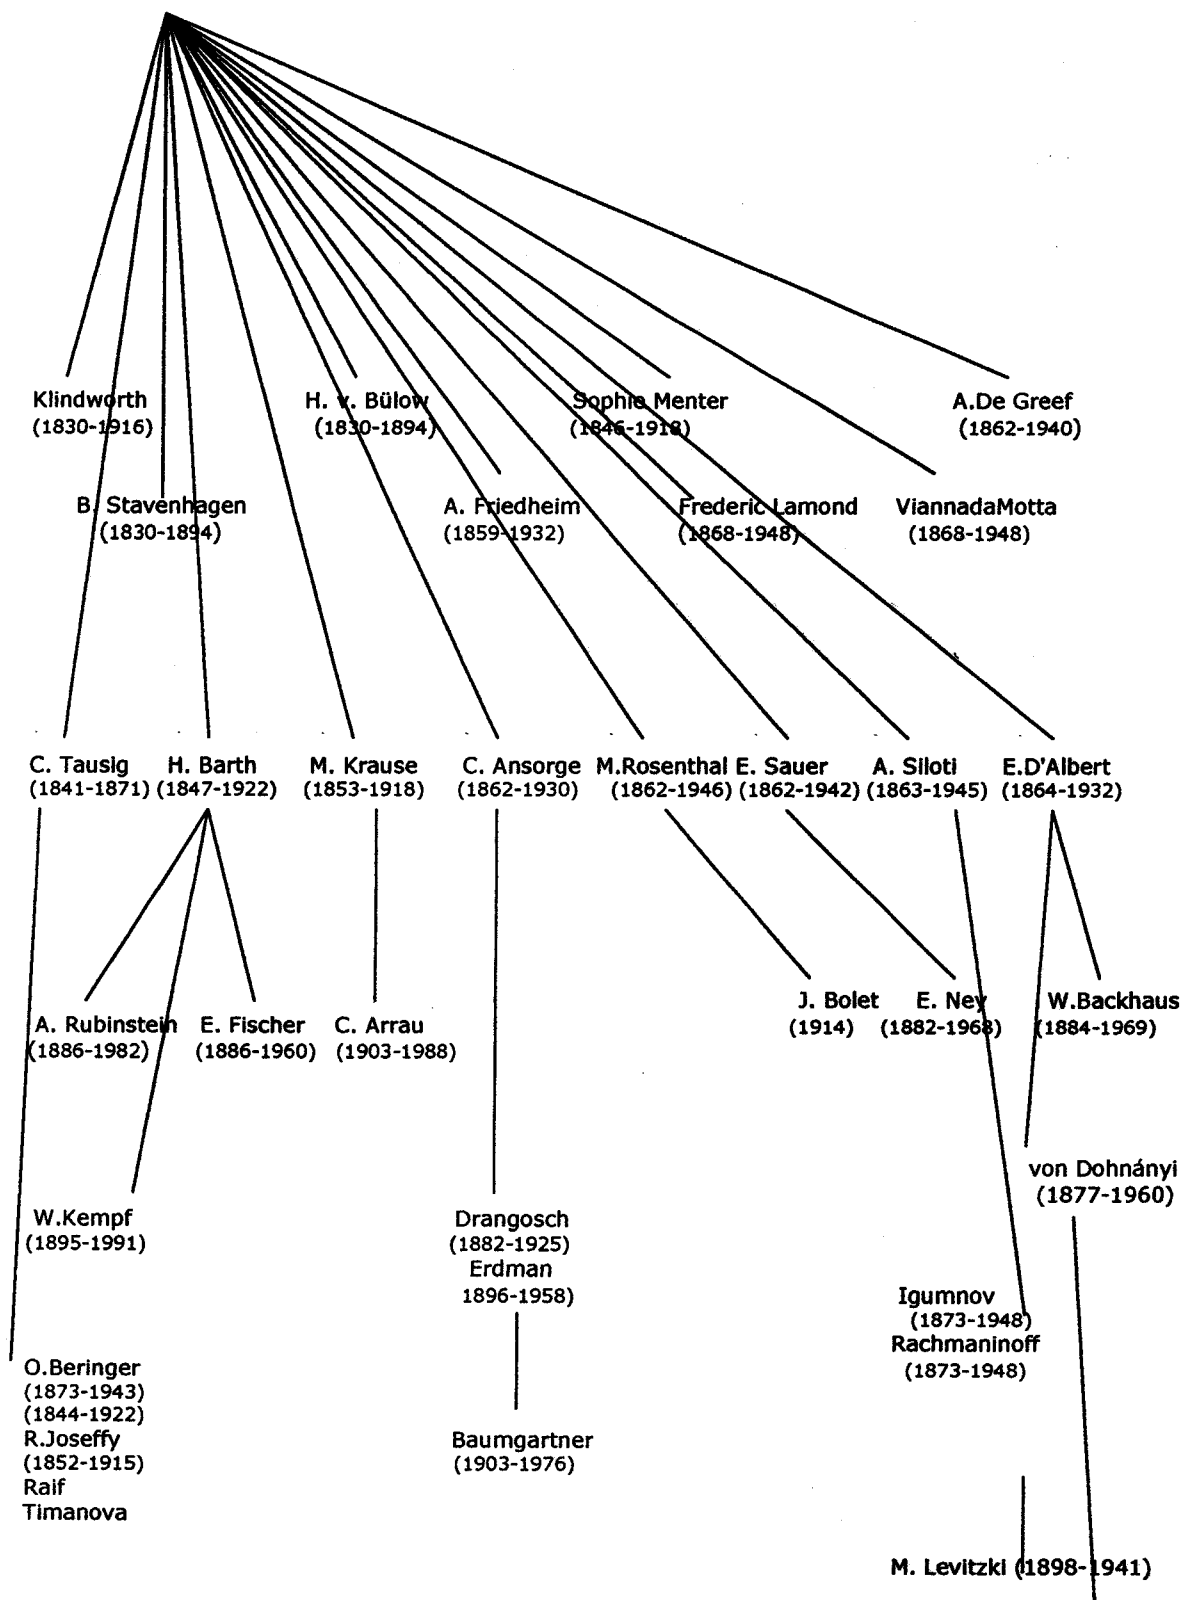 Klindworth
(1830-1916)
H. v. Bülow
(1830-1894)
Sophie Menter
(1846-1918)
A.De Greef
(1862-1940)
B. Stavenhagen
(1830-1894)
A. Friedheim
(1859-1932)
Frederic Lamond
(1868-1948)
ViannadaMotta
(1868-1948)
C. Tausig
(1841-1871)
H. Barth
(1847-1922)
M. Krause
(1853-1918)
C. Ansorge
(1862-1930)
M.Rosenthal
(1862-1946)
E. Sauer
(1862-1942)
A. Siloti
(1863-1945)
E.D'Albert
(1864-1932)
A. Rubinstein
(1886-1982)
E. Fischer
(1886-1960)
C. Arrau
(1903-1988)
J. Bolet
(1914)
E. Ney
(1882-1968)
W.Backhaus
(1884-1969)
von Dohnányi
(1877-1960)
W.Kempf
(1895-1991)
Drangosch
(1882-1925)
Erdman
1896-1958)
Igumnov
(1873-1948)
Rachmaninoff
(1873-1948)
O.Beringer
(1873-1943)
(1844-1922)
R.Joseffy
(1852-1915)
Raif
Timanova
Baumgartner
(1903-1976)
M. Levitzki (1898-1941)